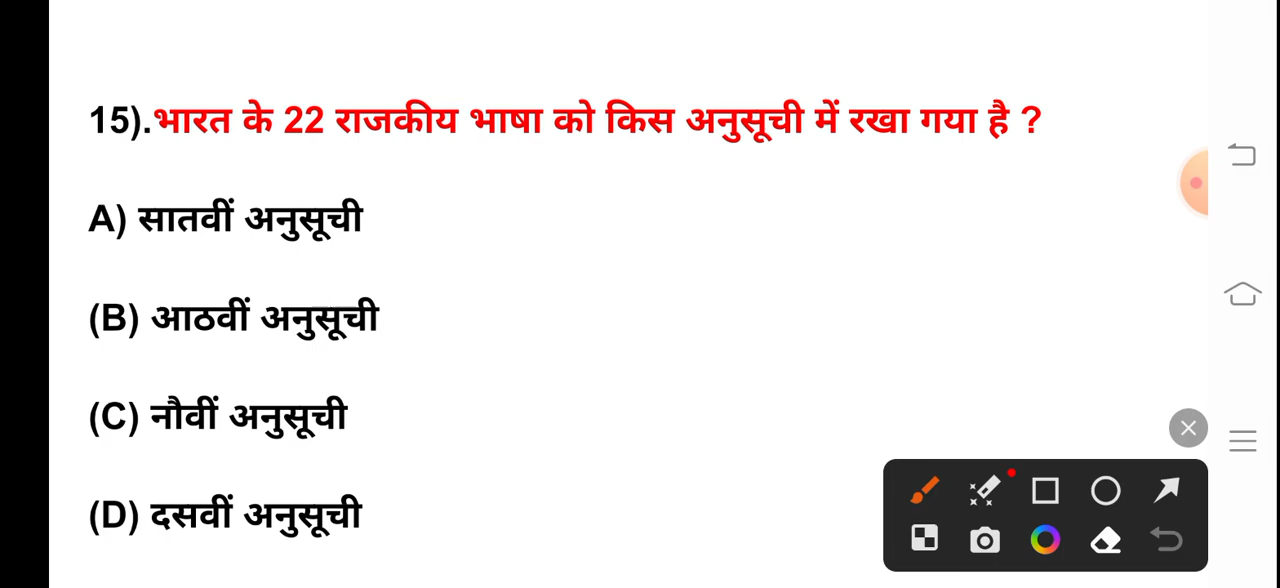 15).भारत के 22 राजकीय भाषा को किस अनुसूची में रखा गया है ?
A) सातवीं अनुसूची
(B) आठवीं अनुसूची
(C) नौवीं अनुसूची
(D) दसवीं अनुसूची